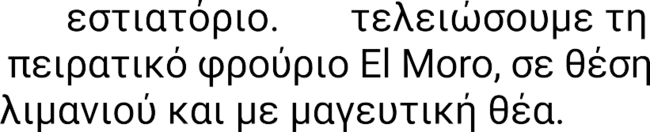 εστιατόριο. τελειώσουμε τη
πειρατικό φρούριο El Moro, σε θέση
λιμανιού και με μαγευτική θέα.